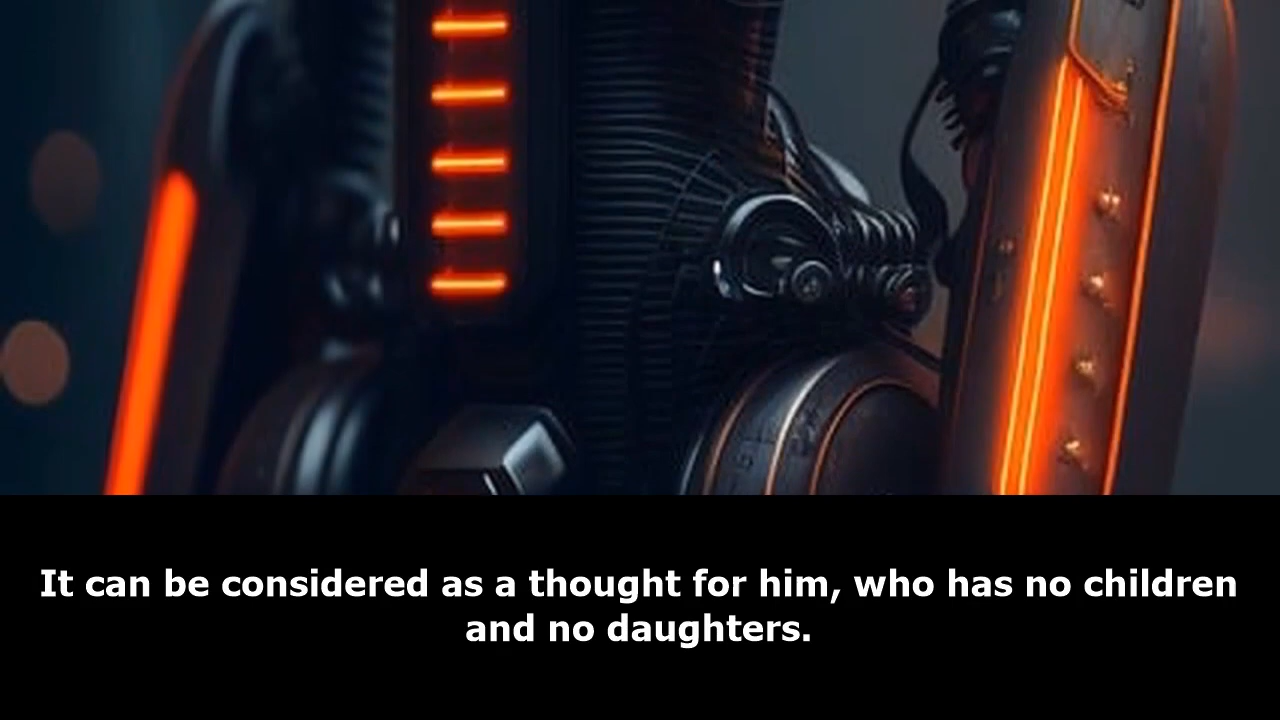 It can be considered as a thought for him, who has no children
and no daughters.